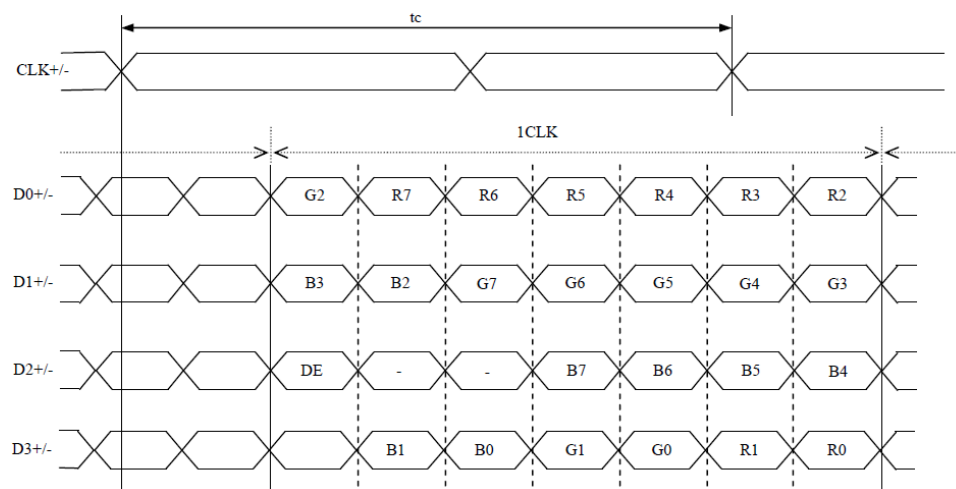 tc
CLK+/-
1CLK
D0+/- G2 R7 R6 R5 R4 R3 R2
D1+/- B3 B2 G7 G6 G5 G4 G3
D2+/- DE - - B7 B6 B5 B4
D3+/- B1 B0 G1 G0 R1 R0